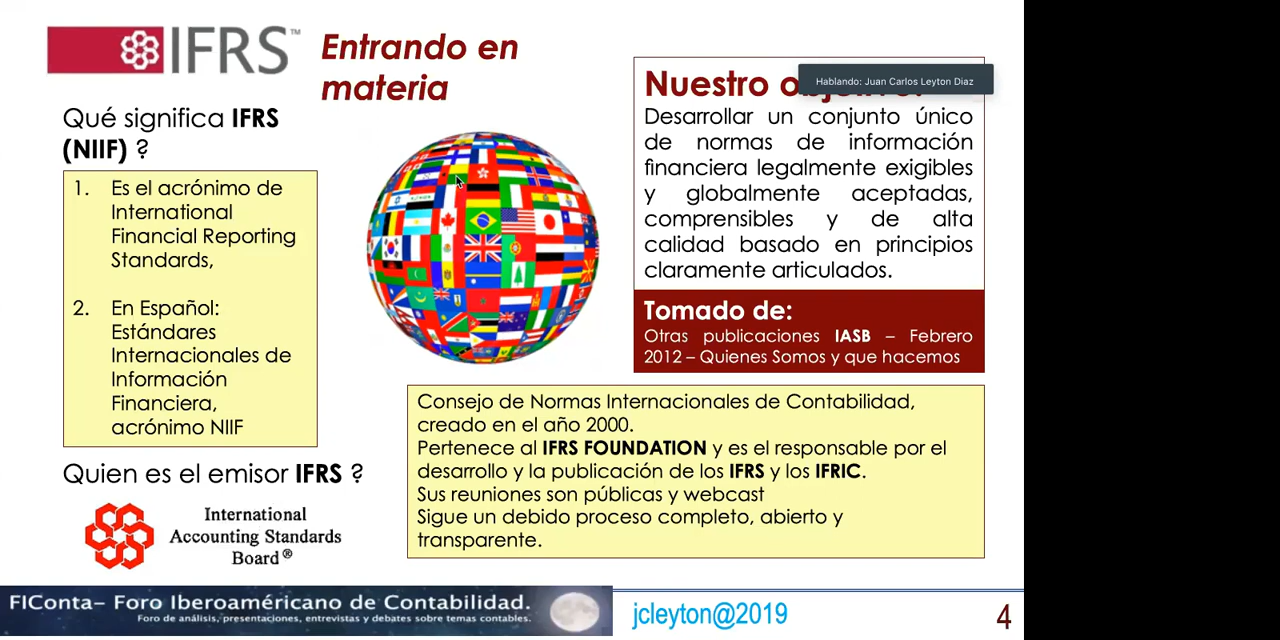 IFRS™
Entrando en
materia
Qué significa IFRS
(NIIF) ?
1. Es el acrónimo de
International
Financial Reporting
Standards,
2. En Español:
Estándares
Internacionales de
Información
Financiera,
acrónimo NIIF
Quien es el emisor IFRS ?
International
Accounting Standards
Board®
Nuestro
Hablando: Juan Carlos Leyton Diaz
Desarrollar un conjunto único
de normas de información
financiera legalmente exigibles
y globalmente aceptadas,
comprensibles y de alta
calidad basado en principios
claramente articulados.
Tomado de:
Otras publicaciones IASB – Febrero
2012 – Quienes Somos y que hacemos
Consejo de Normas Internacionales de Contabilidad,
creado en el año 2000.
Pertenece al IFRS FOUNDATION y es el responsable por el
desarrollo y la publicación de los IFRS y los IFRIC.
Sus reuniones son públicas y webcast
Sigue un debido proceso completo, abierto y
transparente.
FIConta– Foro Iberoaméricano de Contabilidad.
Foro de análisis, presentaciones, entrevistas y debates sobre temas contables.
jcleyton@2019
4